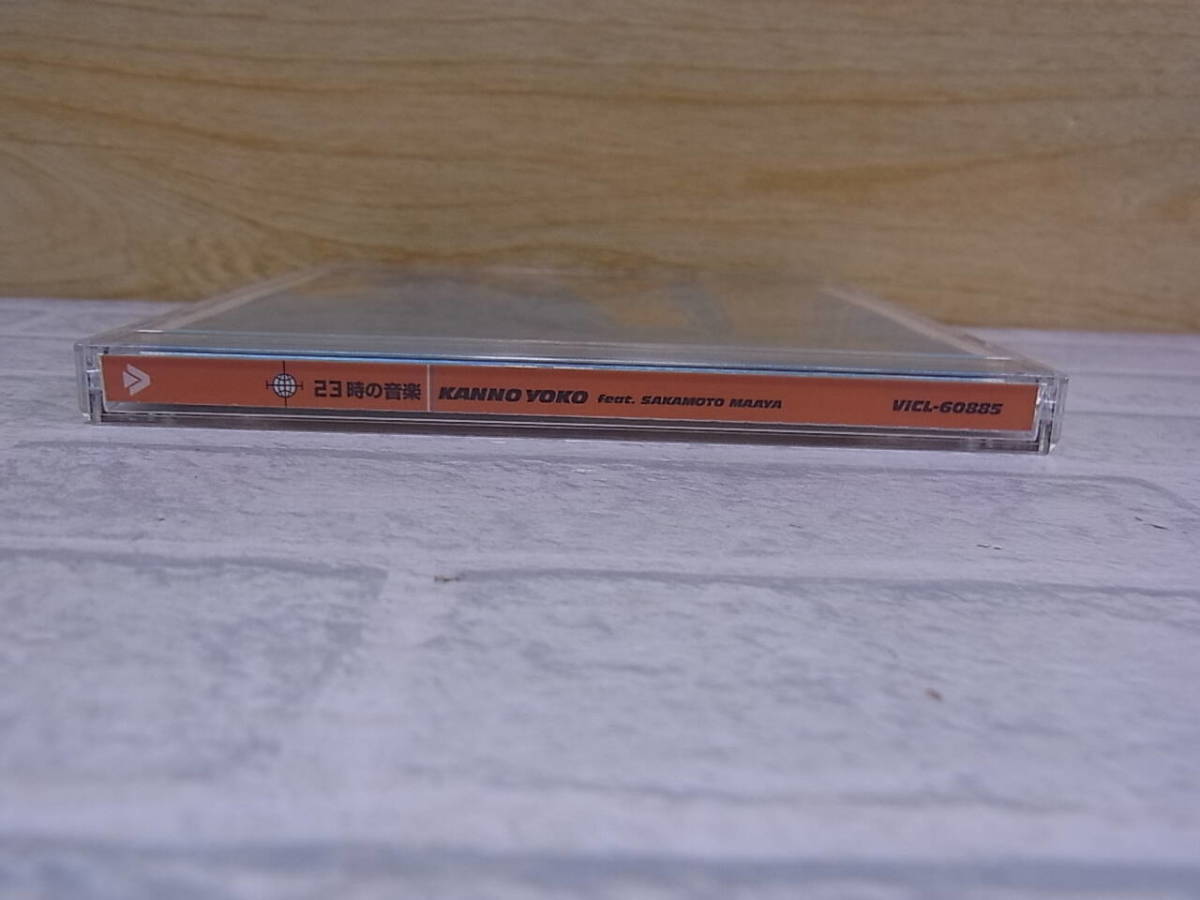 23時の音楽 KANNO YOKO feat. SAKAMOTO MAAYA VICL-60885